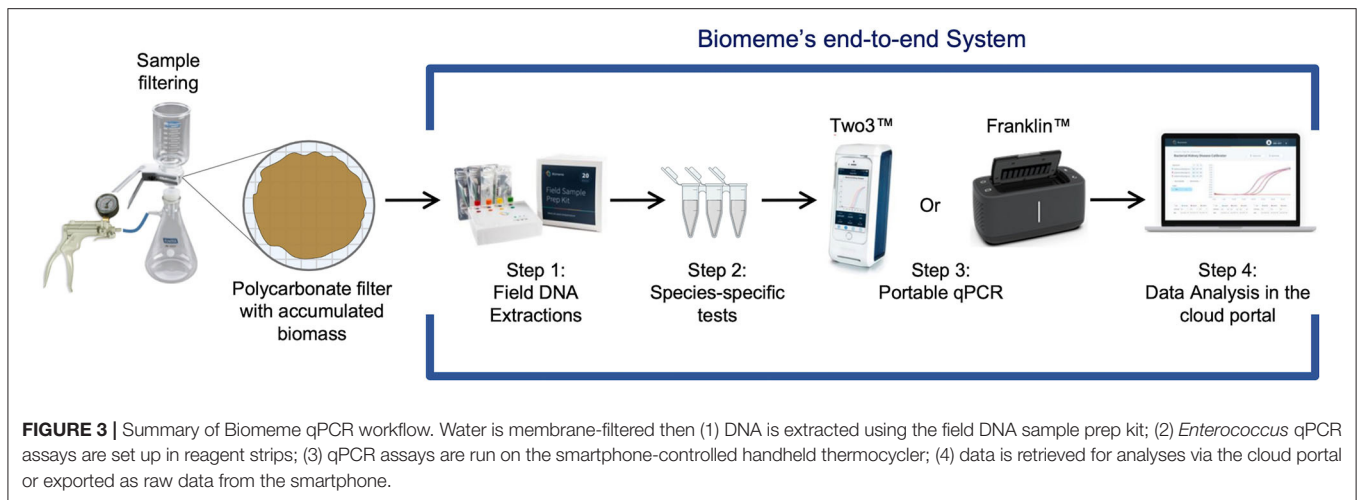 Biomeme's end-to-end System
Sample
filtering
Polycarbonate filter
with accumulated
biomass
20
Field Sample
Prep Kit
Step 1:
Field DNA
Extractions
Step 2:
Species-specific
tests
Two3™
Or
Franklin™
Step 3:
Portable qPCR
Step 4:
Data Analysis in the
cloud portal
FIGURE 3 | Summary of Biomeme qPCR workflow. Water is membrane-filtered then (1) DNA is extracted using the field DNA sample prep kit; (2) Enterococcus qPCR
assays are set up in reagent strips; (3) qPCR assays are run on the smartphone-controlled handheld thermocycler; (4) data is retrieved for analyses via the cloud portal
or exported as raw data from the smartphone.